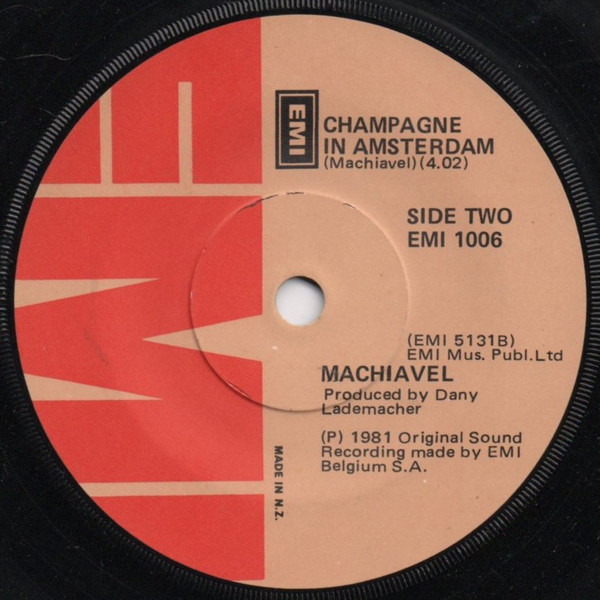 EMI
CHAMPAGNE
IN AMSTERDAM
(Machiavel)(4.02)
SIDE TWO
EMI 1006
(EMI 5131B)
EMI Mus. Publ.Ltd
MACHIAVEL
Produced by Dany
Lademacher
(P) 1981 Original Sound
Recording made by EMI
Belgium S.A.
MADE IN N.Z.
EMI